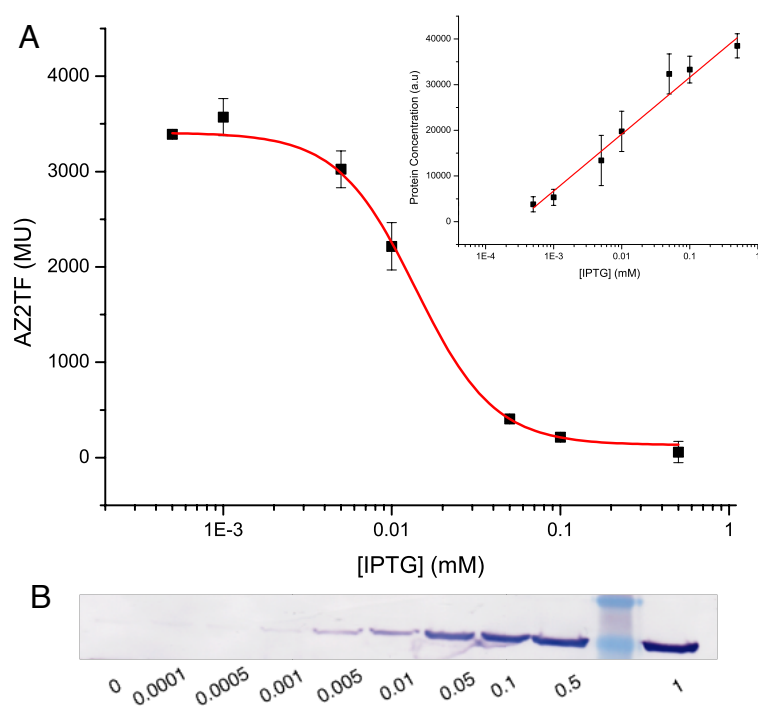 A
AZ2TF (MU)
4000
3000
2000
1000
0
1E-3 0.01 0.1 1
[IPTG] (mM)
Protein Concentration (a.u)
40000
30000
20000
10000
0
1E-4 1E-3 0.01 0.1 1
[IPTG] (mM)
B
0 0.0001 0.0005 0.001 0.005 0.01 0.05 0.1 0.5 1